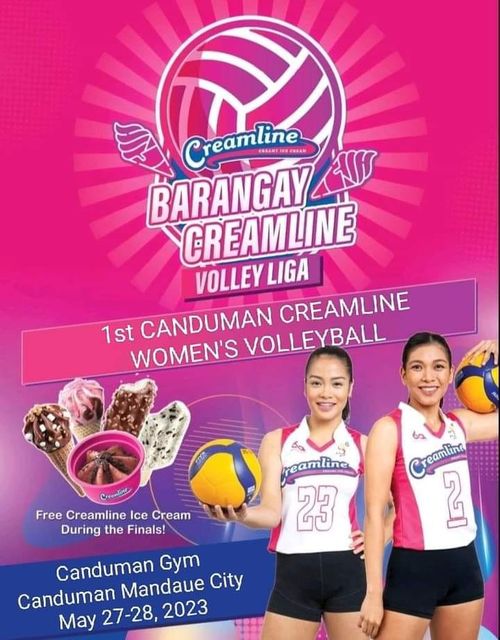 Creamline
CREAMY ICE CREAM
BARANGAY
CREAMLINE
VOLLEY LIGA
1st CANDUMAN CREAMLINE
WOMEN'S VOLLEYBALL
Creamline
Free Creamline Ice Cream
During the Finals!
Creamline
23
Creamline
2
Canduman Gym
Canduman Mandaue City
May 27-28, 2023